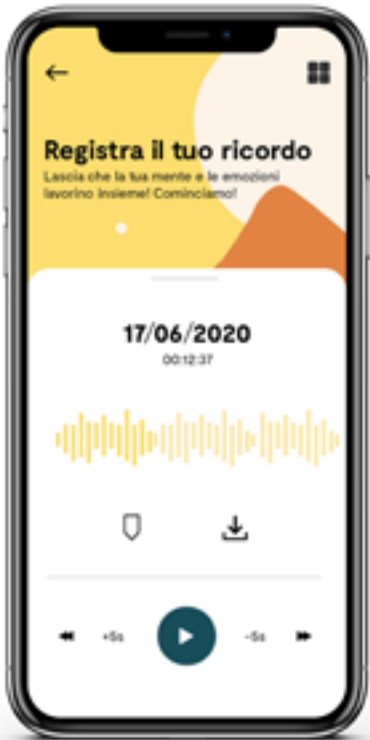 Registra il tuo ricordo
Lascia che la tua mente e le emozioni
lavorino insieme! Cominciamo!
17/06/2020
00:12:37
+5s
-5s